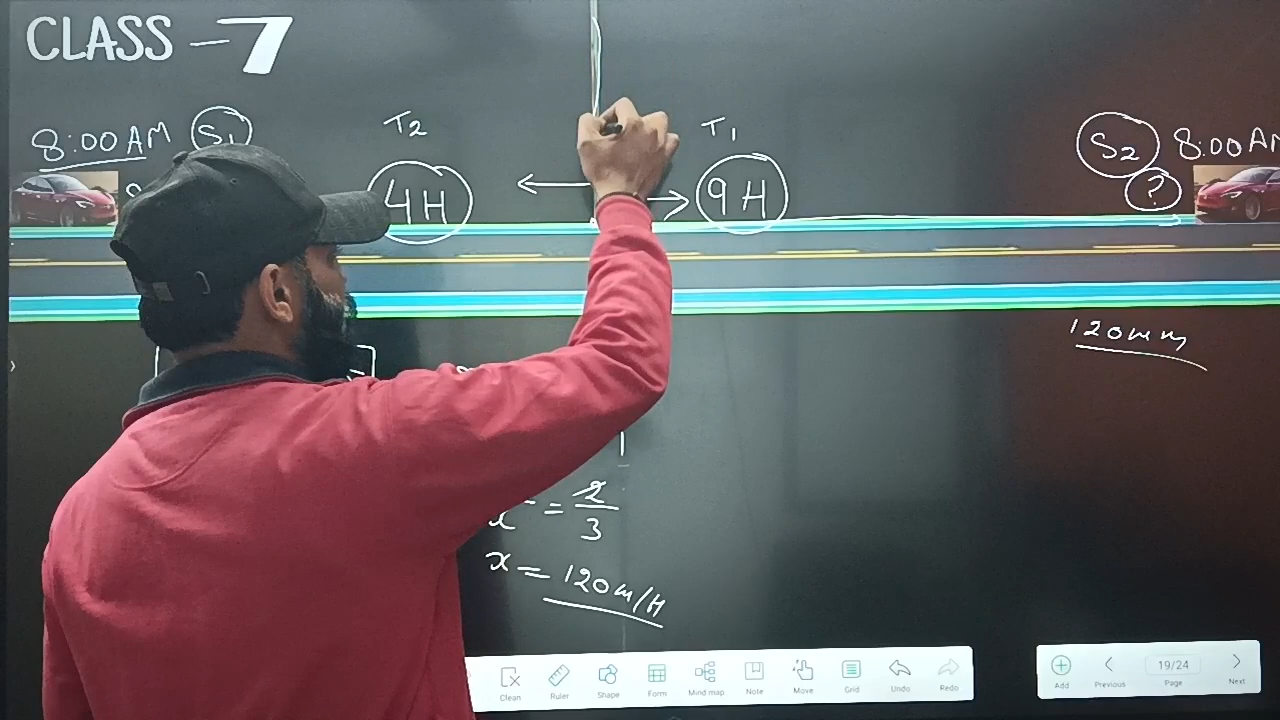 CLASS - 7
8:00 AM S1 T2 T1 S2 8:00 AM
4H 9H ?
120
= 2/3
x = 120 m/H
Clean Ruler Shape Form Mind map Note Move Grid Undo Redo
Add Previous 19/24 Page Next